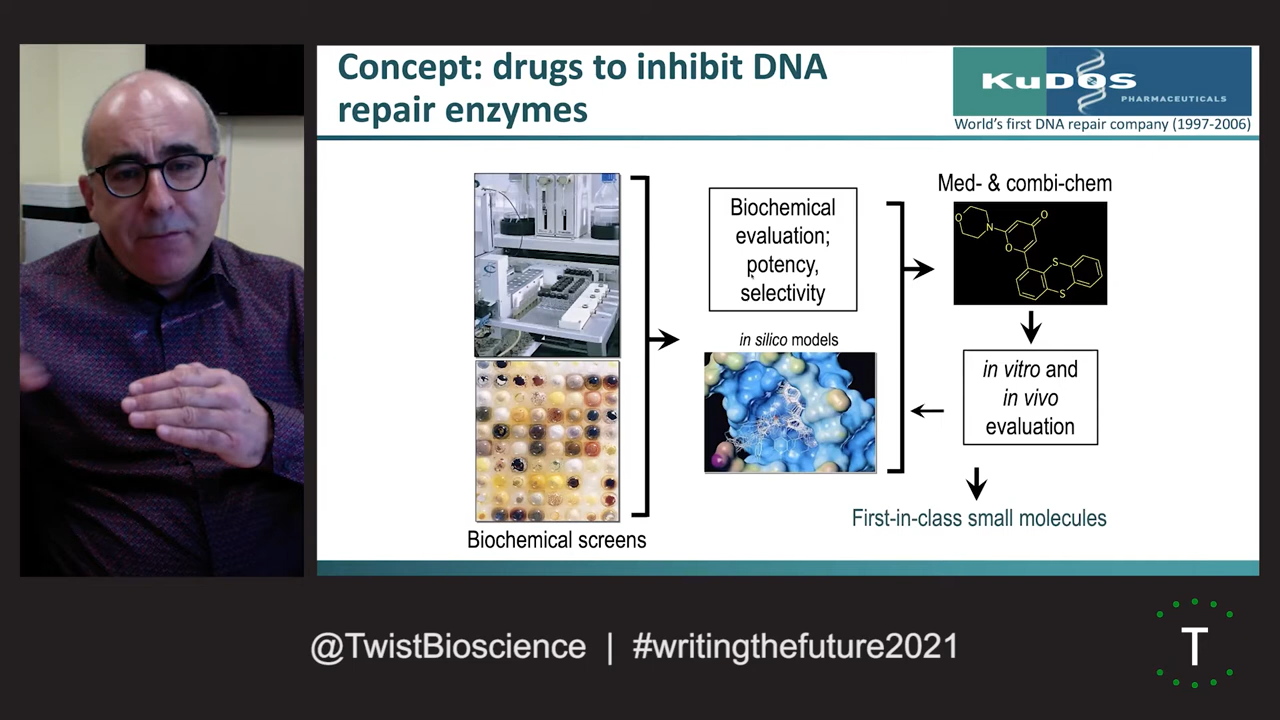 Concept: drugs to inhibit DNA
repair enzymes
KuDOS
PHARMACEUTICALS
World's first DNA repair company (1997-2006)
Biochemical screens
Biochemical
evaluation;
potency,
selectivity
in silico models
Med- & combi-chem
O
N
O
O
S
S
in vitro and
in vivo
evaluation
First-in-class small molecules
@TwistBioscience | #writingthefuture2021
T